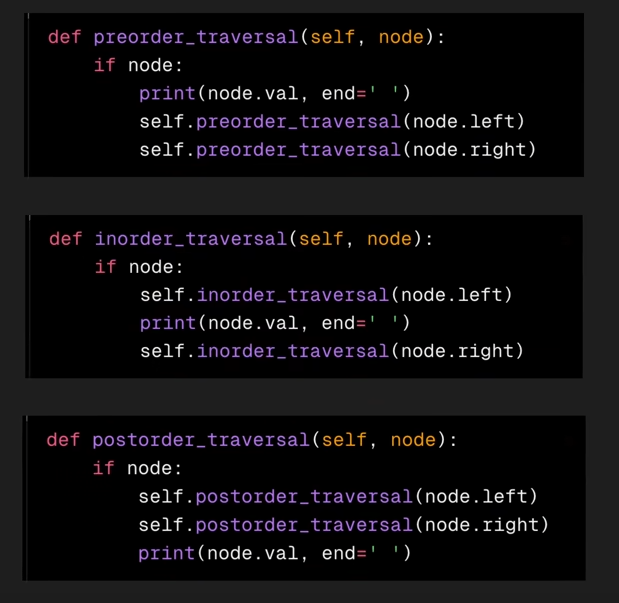 def preorder_traversal(self, node):
    if node:
        print(node.val, end=' ')
        self.preorder_traversal(node.left)
        self.preorder_traversal(node.right)
def inorder_traversal(self, node):
    if node:
        self.inorder_traversal(node.left)
        print(node.val, end=' ')
        self.inorder_traversal(node.right)
def postorder_traversal(self, node):
    if node:
        self.postorder_traversal(node.left)
        self.postorder_traversal(node.right)
        print(node.val, end=' ')